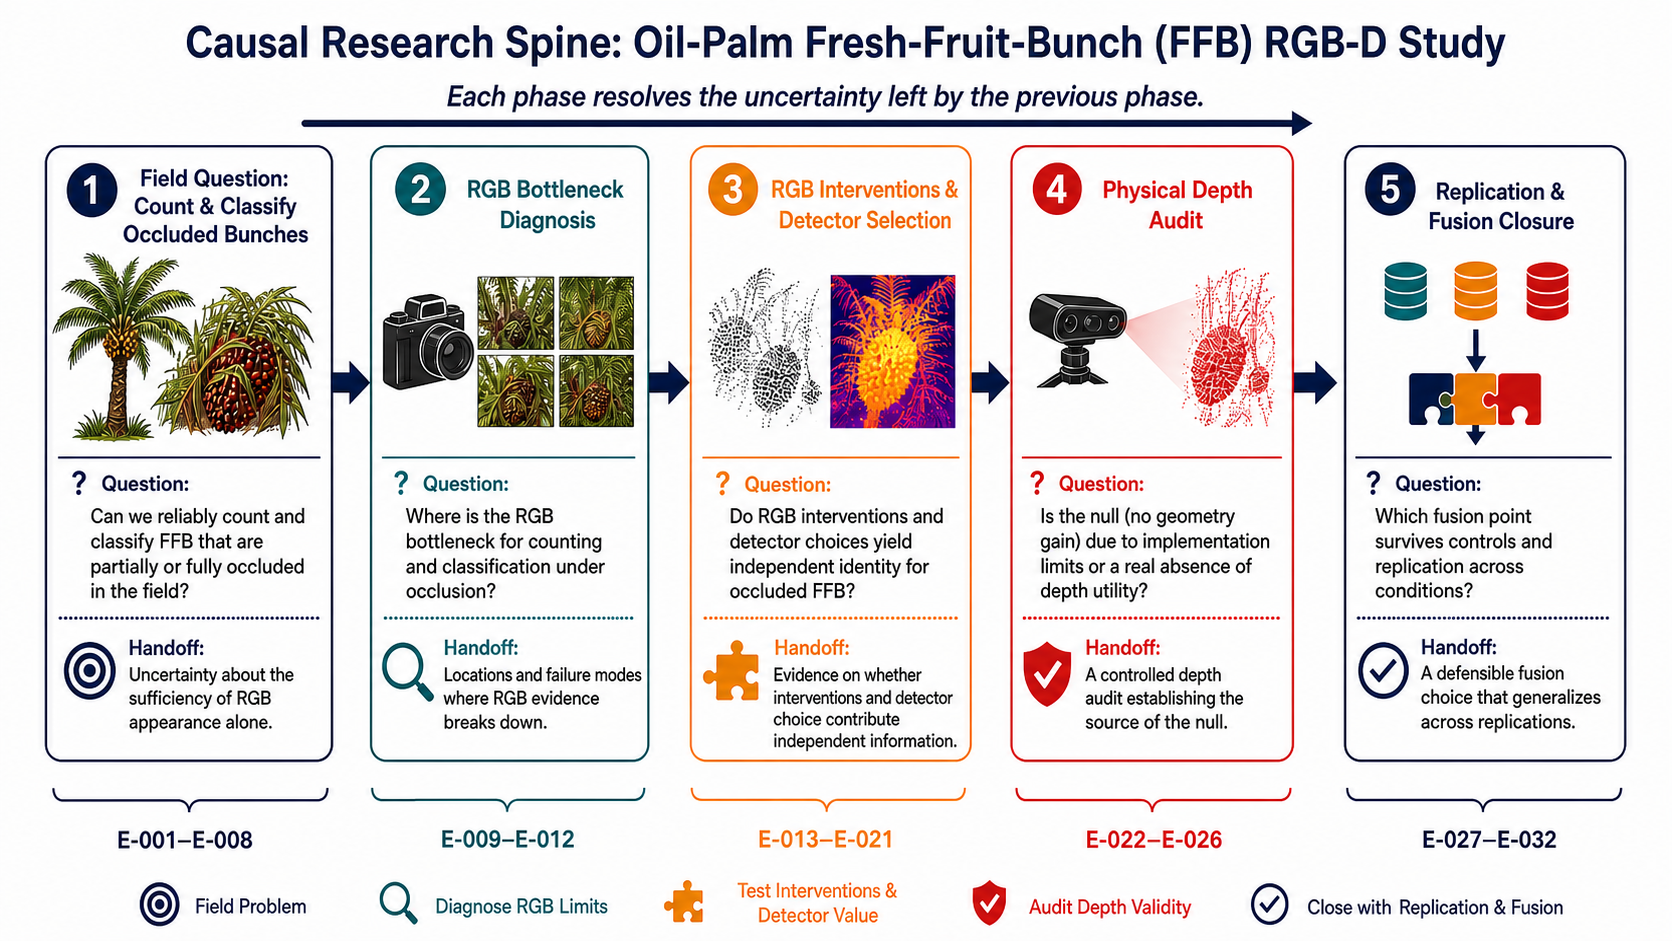 Causal Research Spine: Oil-Palm Fresh-Fruit-Bunch (FFB) RGB-D Study
Each phase resolves the uncertainty left by the previous phase.
1
Field Question:
Count & Classify
Occluded Bunches
? Question:
Can we reliably count and
classify FFB that are
partially or fully occluded
in the field?
Handoff:
Uncertainty about the
sufficiency of RGB
appearance alone.
E-001–E-008
2
RGB Bottleneck
Diagnosis
? Question:
Where is the RGB
bottleneck for counting
and classification under
occlusion?
Handoff:
Locations and failure modes
where RGB evidence
breaks down.
E-009–E-012
3
RGB Interventions &
Detector Selection
? Question:
Do RGB interventions and
detector choices yield
independent identity for
occluded FFB?
Handoff:
Evidence on whether
interventions and detector
choice contribute
independent information.
E-013–E-021
4
Physical Depth
Audit
? Question:
Is the null (no geometry
gain) due to implementation
limits or a real absence of
depth utility?
Handoff:
A controlled depth
audit establishing the
source of the null.
E-022–E-026
5
Replication &
Fusion Closure
? Question:
Which fusion point
survives controls and
replication across
conditions?
Handoff:
A defensible fusion
choice that generalizes
across replications.
E-027–E-032
Field Problem
Diagnose RGB Limits
Test Interventions &
Detector Value
Audit Depth Validity
Close with Replication & Fusion